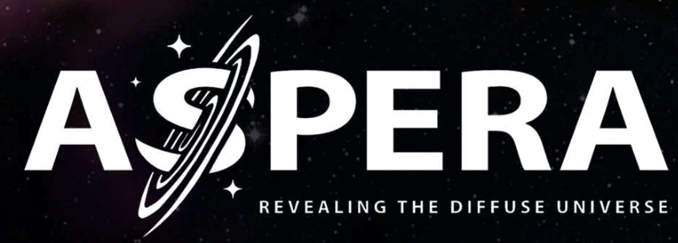 ASPERA
REVEALING THE DIFFUSE UNIVERSE